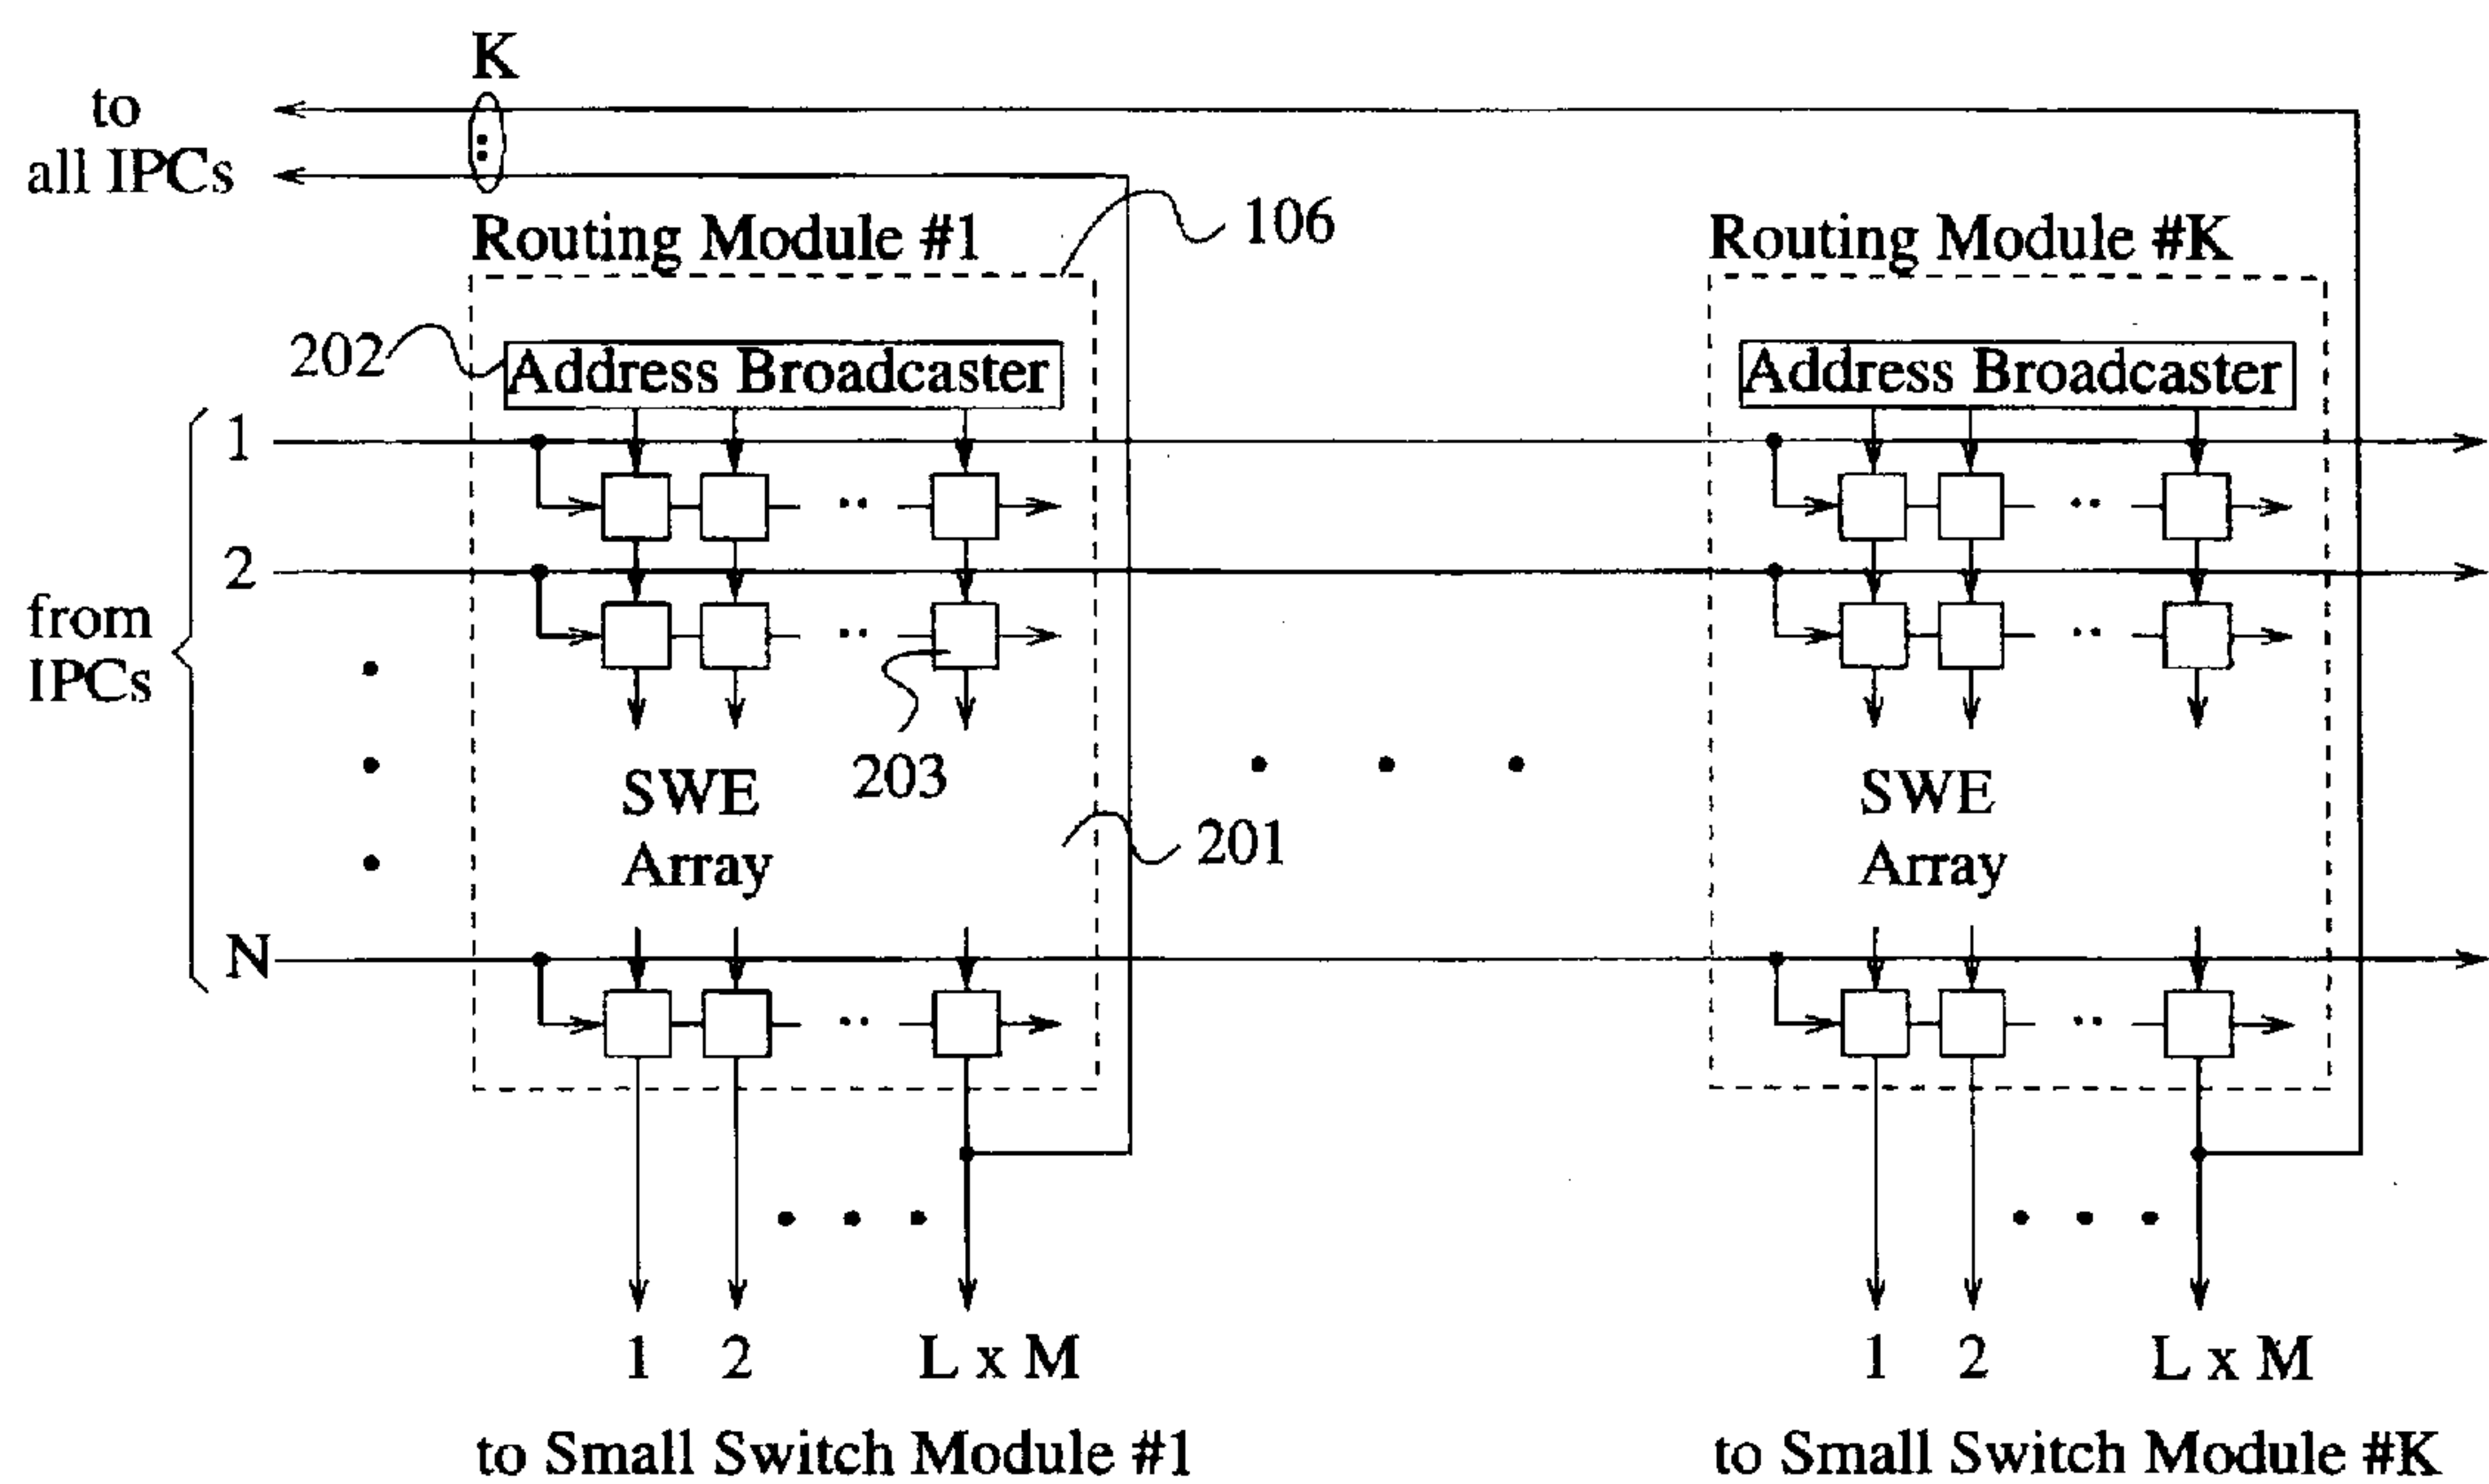 K
to
all IPCs
Routing Module #1
106
Routing Module #K
202
Address Broadcaster
Address Broadcaster
1
2
from
IPCs
203
SWE
Array
201
SWE
Array
N
1 2 L x M
1 2 L x M
to Small Switch Module #1
to Small Switch Module #K